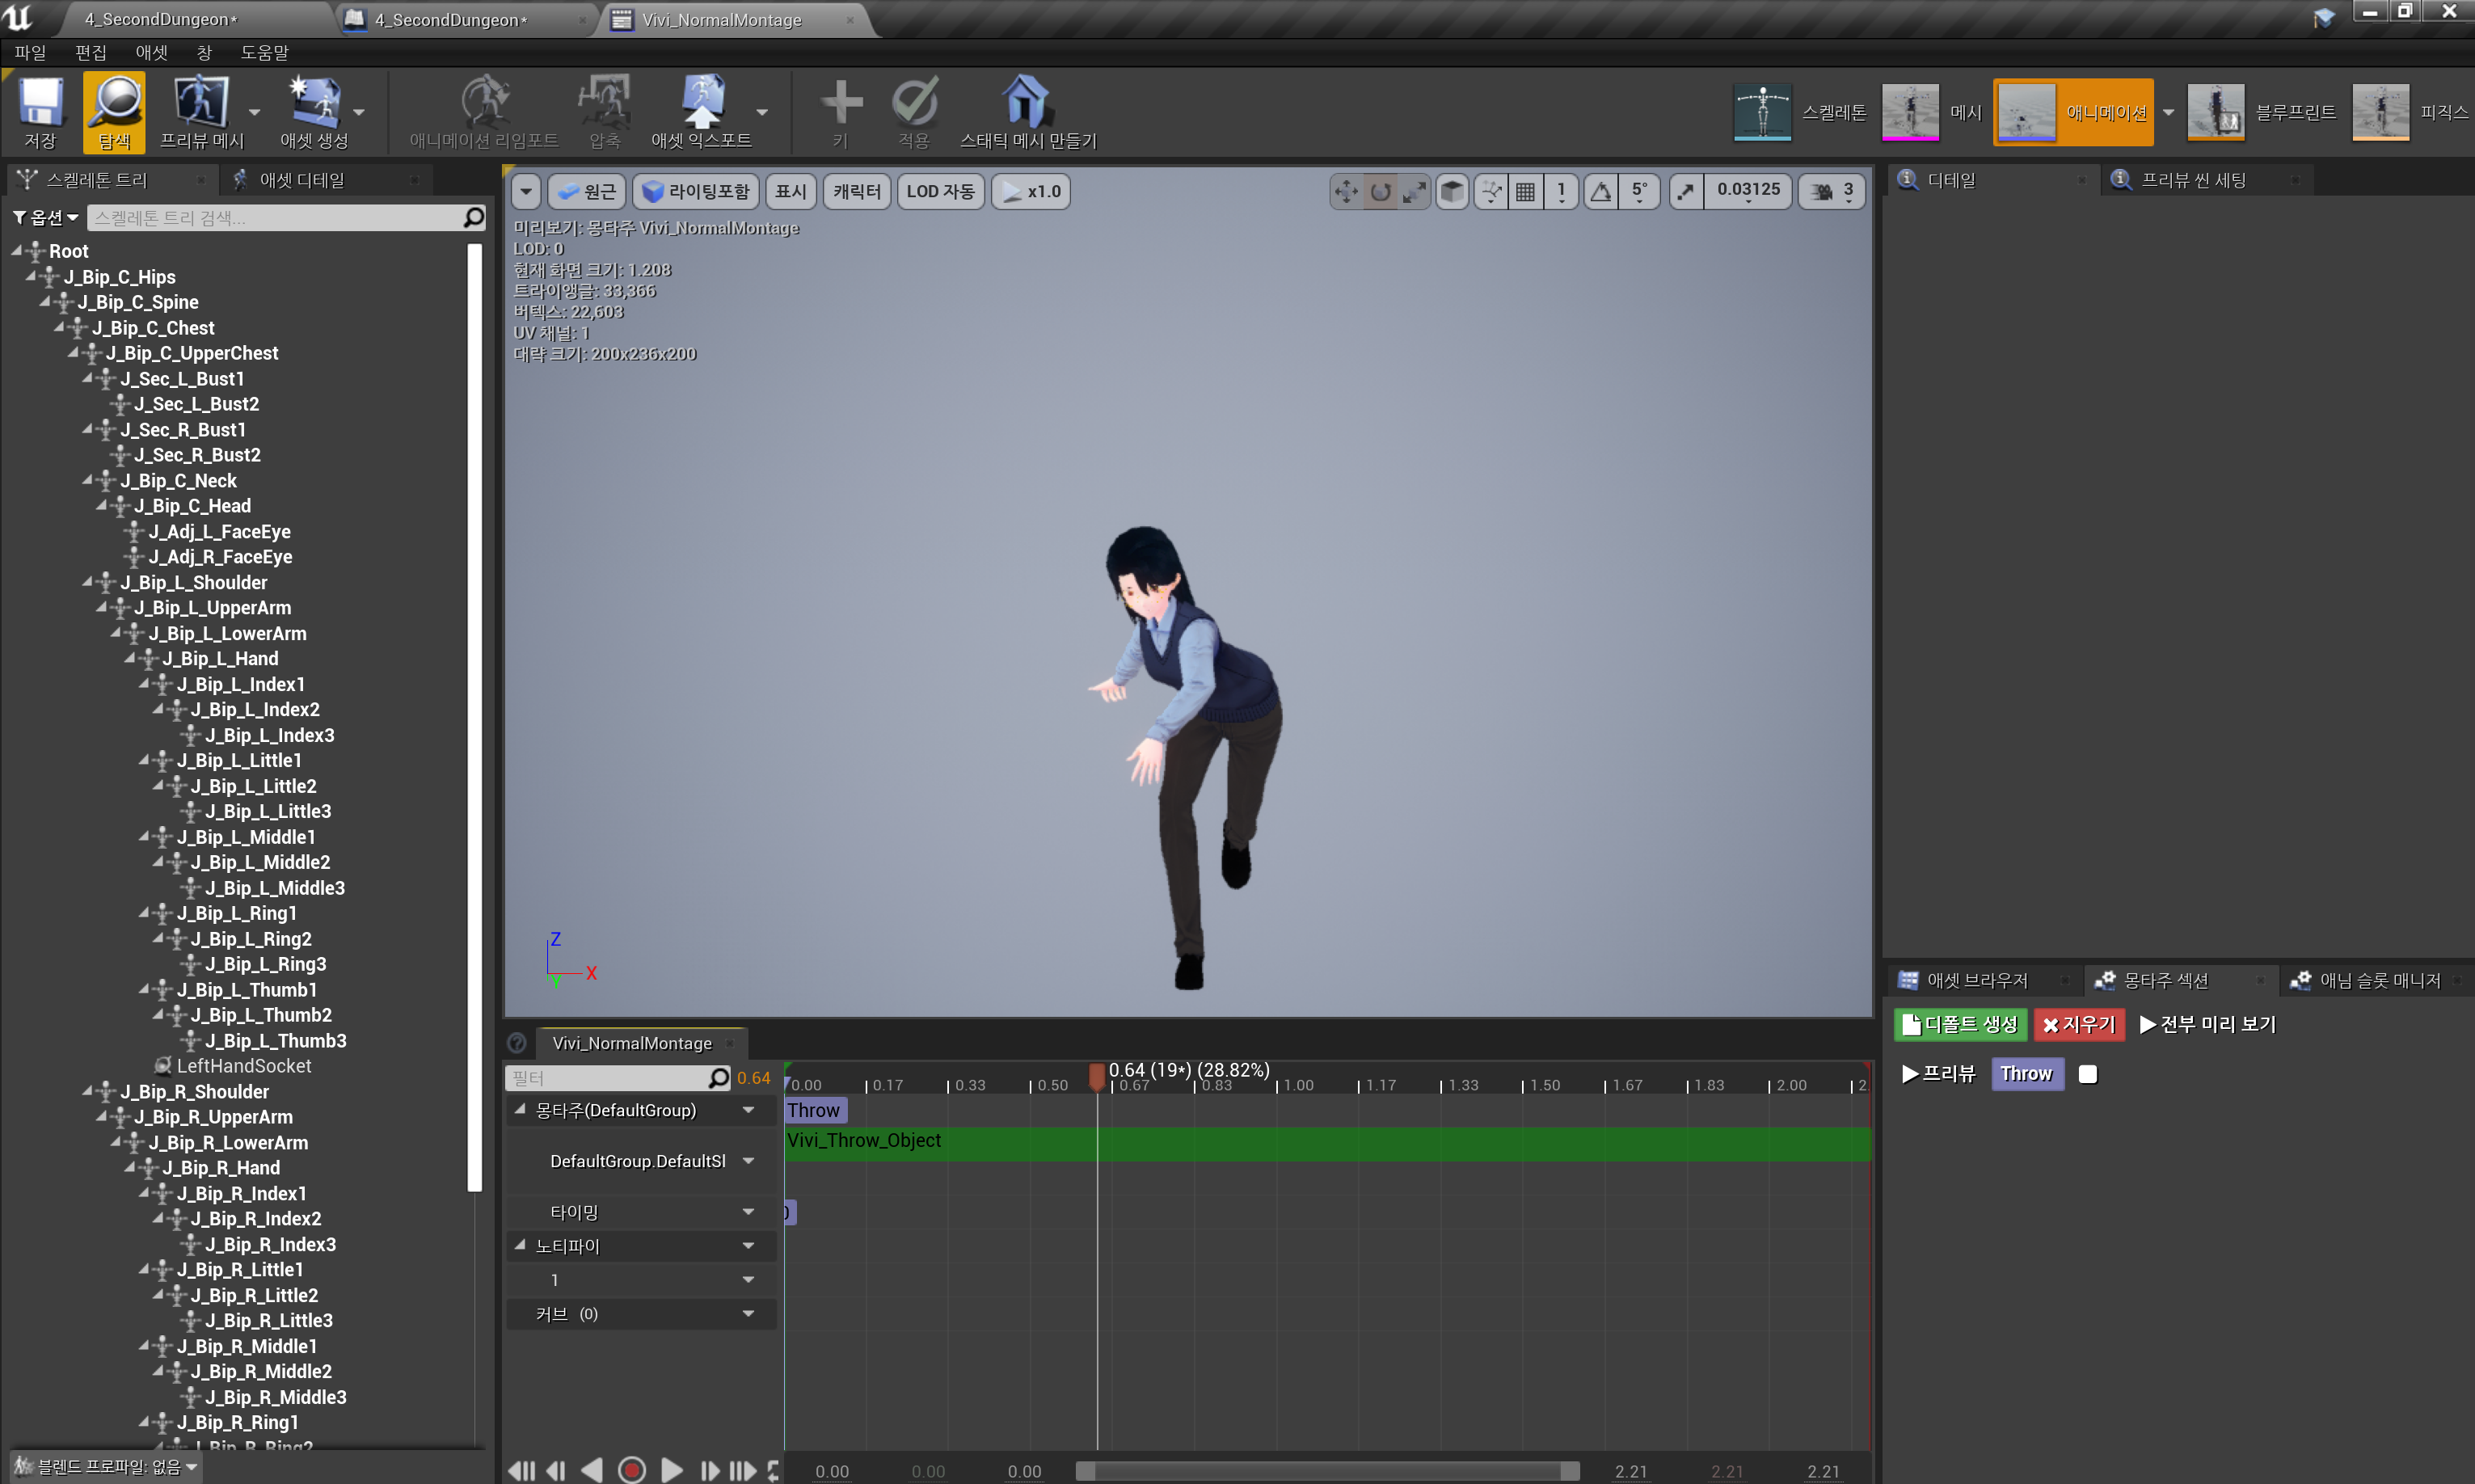 4_SecondDungeon*
4_SecondDungeon*
Vivi_NormalMontage
파일 편집 애셋 창 도움말
저장
탐색
프리뷰 메시
애셋 생성
애니메이션 리임포트
압축
애셋 익스포트
키
적용
스태틱 메시 만들기
스켈레톤
메시
애니메이션
블루프린트
피직스
스켈레톤 트리
애셋 디테일
옵션
스켈레톤 트리 검색...
Root
J_Bip_C_Hips
J_Bip_C_Spine
J_Bip_C_Chest
J_Bip_C_UpperChest
J_Sec_L_Bust1
J_Sec_L_Bust2
J_Sec_R_Bust1
J_Sec_R_Bust2
J_Bip_C_Neck
J_Bip_C_Head
J_Adj_L_FaceEye
J_Adj_R_FaceEye
J_Bip_L_Shoulder
J_Bip_L_UpperArm
J_Bip_L_LowerArm
J_Bip_L_Hand
J_Bip_L_Index1
J_Bip_L_Index2
J_Bip_L_Index3
J_Bip_L_Little1
J_Bip_L_Little2
J_Bip_L_Little3
J_Bip_L_Middle1
J_Bip_L_Middle2
J_Bip_L_Middle3
J_Bip_L_Ring1
J_Bip_L_Ring2
J_Bip_L_Ring3
J_Bip_L_Thumb1
J_Bip_L_Thumb2
J_Bip_L_Thumb3
LeftHandSocket
J_Bip_R_Shoulder
J_Bip_R_UpperArm
J_Bip_R_LowerArm
J_Bip_R_Hand
J_Bip_R_Index1
J_Bip_R_Index2
J_Bip_R_Index3
J_Bip_R_Little1
J_Bip_R_Little2
J_Bip_R_Little3
J_Bip_R_Middle1
J_Bip_R_Middle2
J_Bip_R_Middle3
J_Bip_R_Ring1
J_Bip_R_Ring2
블렌드 프로파일: 없음
원근 라이팅포함 표시 캐릭터 LOD 자동 x1.0
1 5° 0.03125 3
미리보기: 몽타주 Vivi_NormalMontage
LOD: 0
현재 화면 크기: 1.208
트라이앵글: 33,366
버텍스: 22,603
UV 채널: 1
대략 크기: 200x236x200
Z
X
Y
Vivi_NormalMontage
필터
0.64
0.64 (19*) (28.82%)
0.00 0.17 0.33 0.50 0.67 0.83 1.00 1.17 1.33 1.50 1.67 1.83 2.00 2.
몽타주(DefaultGroup)
Throw
Vivi_Throw_Object
DefaultGroup.DefaultSl
타이밍
노티파이
1
커브 (0)
0.00 0.00 0.00 2.21 2.21 2.21
디테일
프리뷰 씬 세팅
애셋 브라우저
몽타주 섹션
애님 슬롯 매니저
디폴트 생성 지우기 전부 미리 보기
프리뷰 Throw